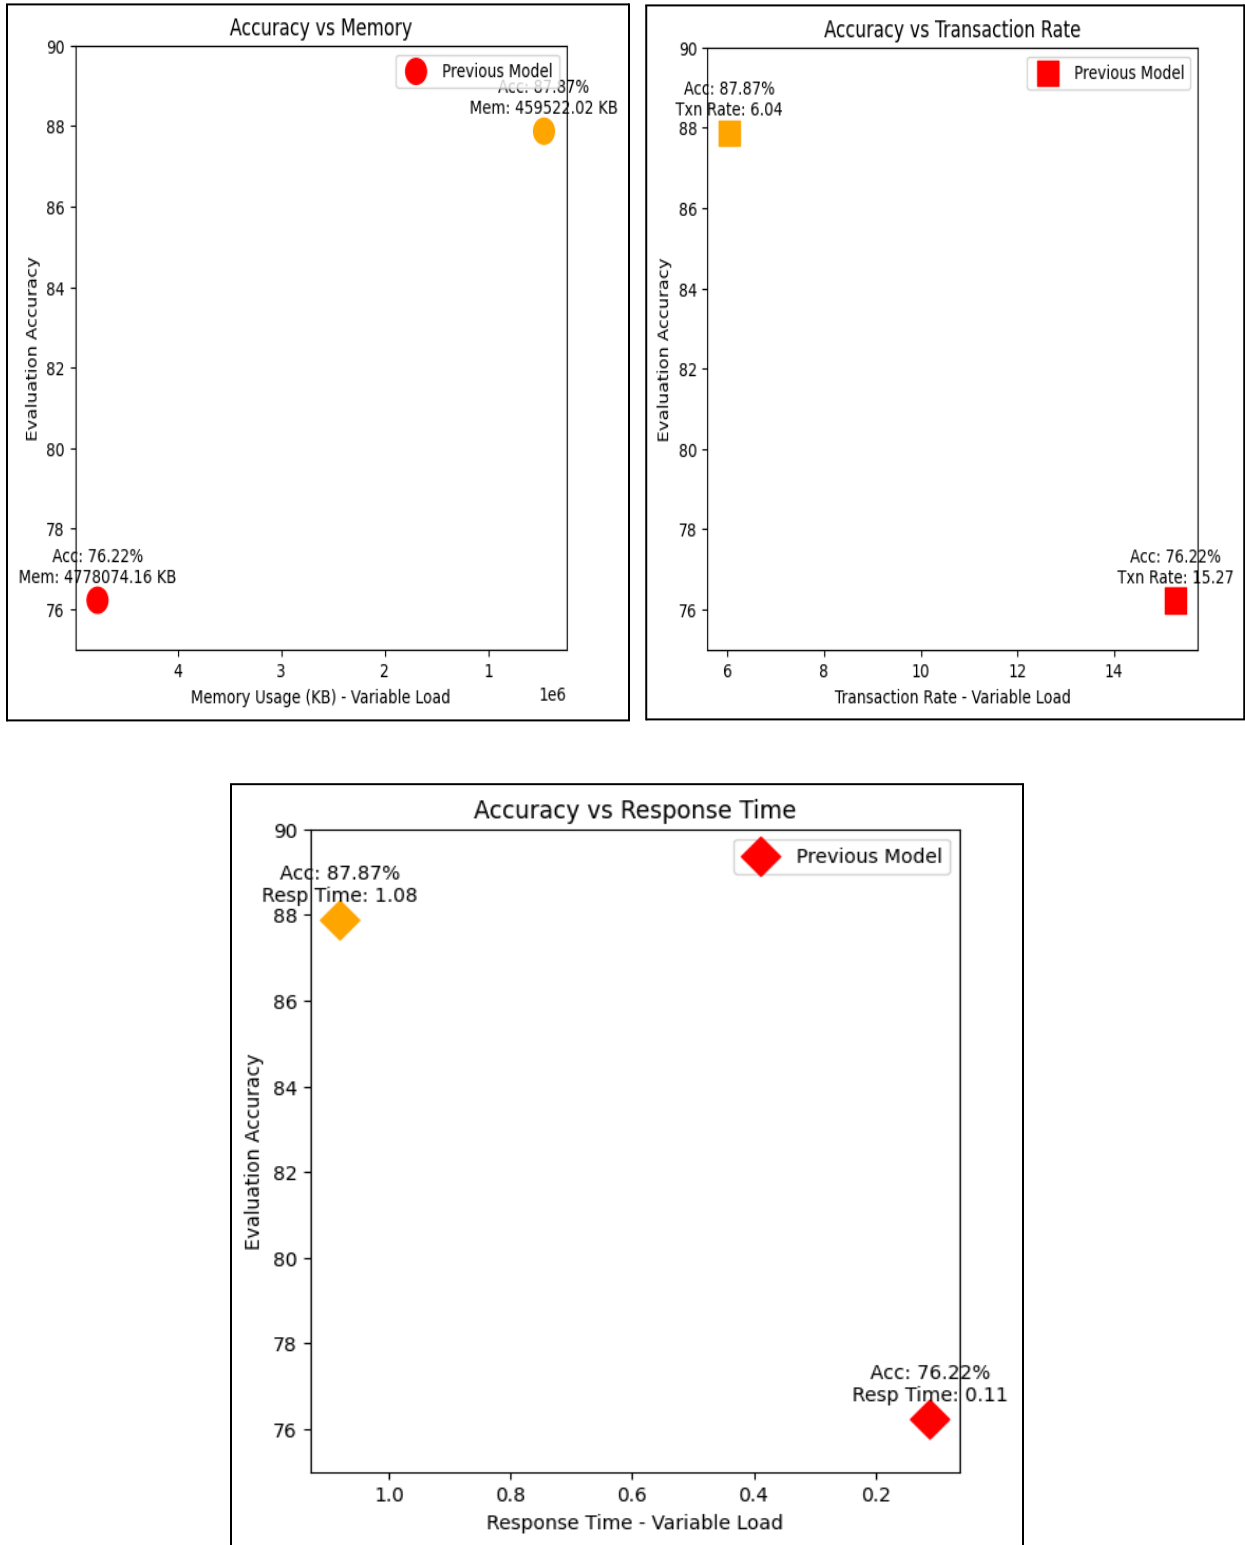 Accuracy vs Memory
90
88
86
84
82
80
78
76
Evaluation Accuracy
Previous Model
Acc: 87.87%
Mem: 459522.02 KB
Acc: 76.22%
Mem: 4778074.16 KB
4 3 2 1
1e6
Memory Usage (KB) - Variable Load
Accuracy vs Transaction Rate
90
88
86
84
82
80
78
76
Evaluation Accuracy
Previous Model
Acc: 87.87%
Txn Rate: 6.04
Acc: 76.22%
Txn Rate: 15.27
6 8 10 12 14
Transaction Rate - Variable Load
Accuracy vs Response Time
90
88
86
84
82
80
78
76
Evaluation Accuracy
Previous Model
Acc: 87.87%
Resp Time: 1.08
Acc: 76.22%
Resp Time: 0.11
1.0 0.8 0.6 0.4 0.2
Response Time - Variable Load